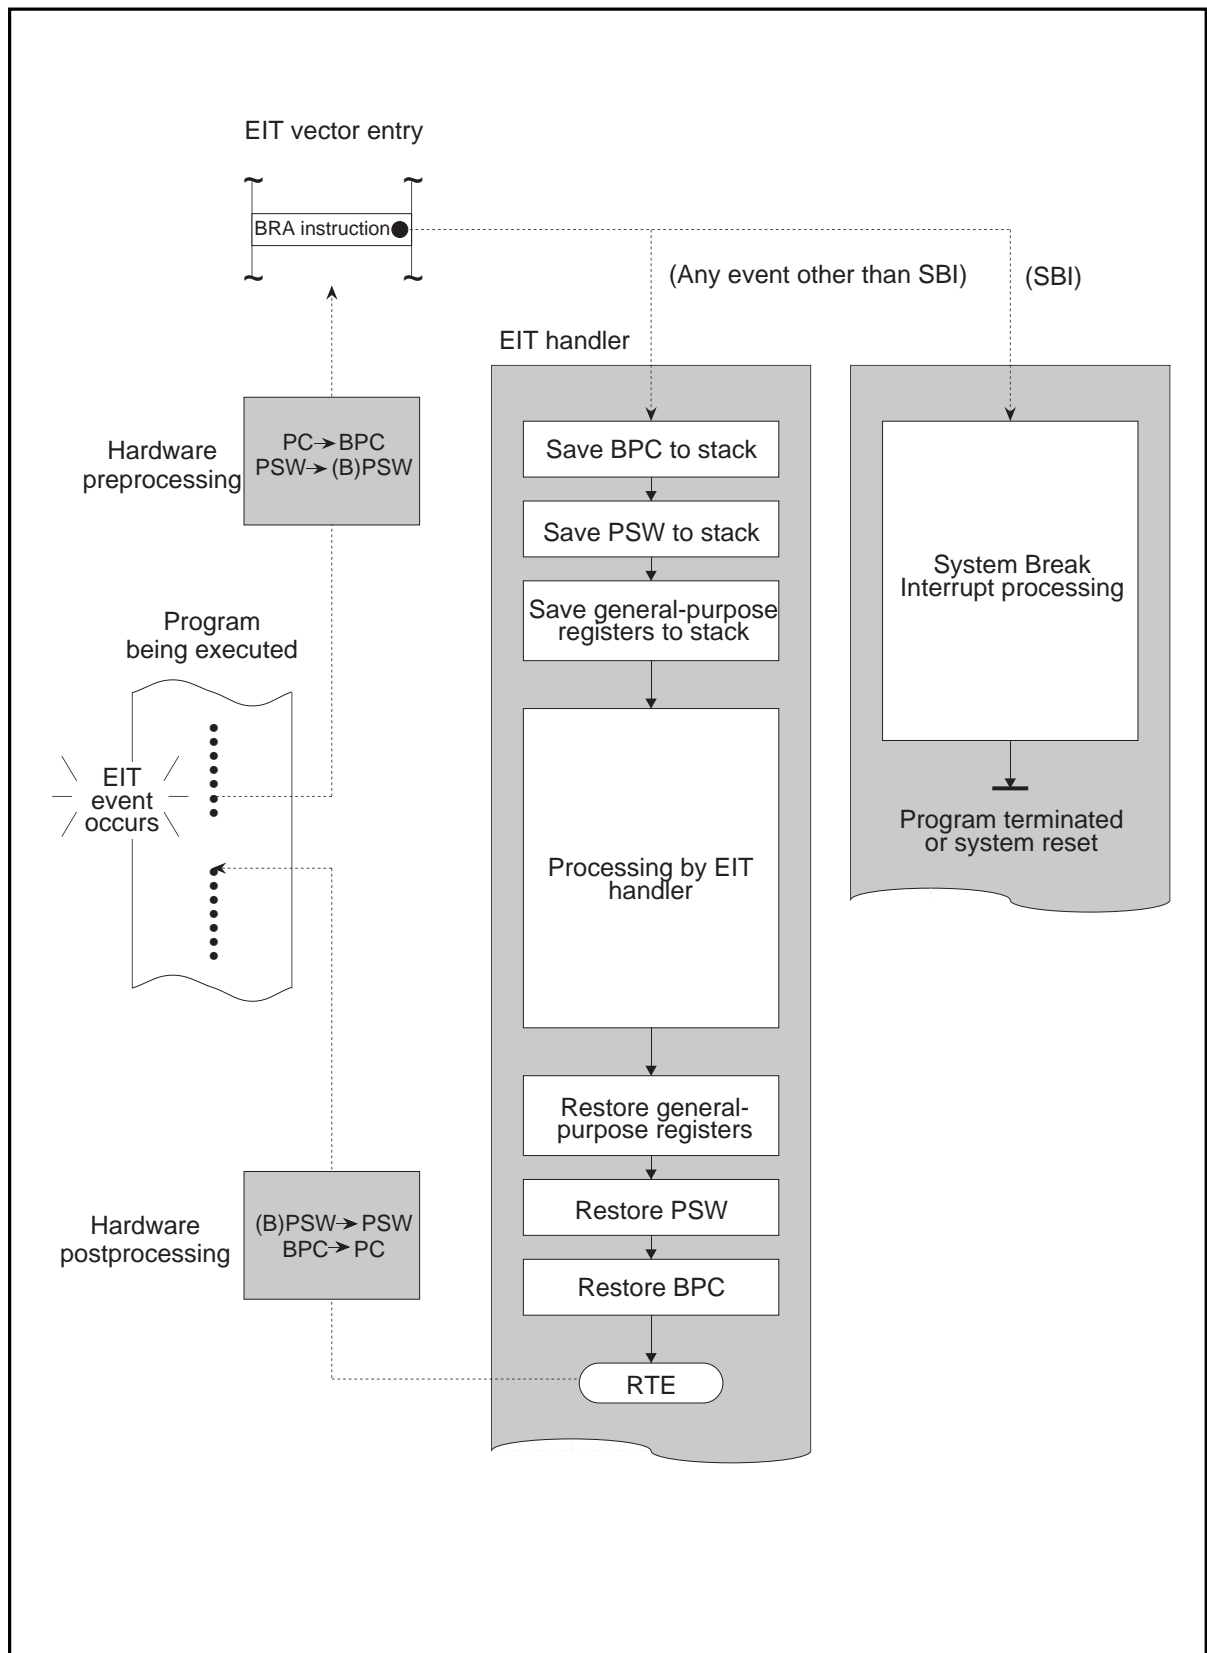 EIT vector entry
BRA instruction
(Any event other than SBI)
(SBI)
EIT handler
Hardware
preprocessing
PC→BPC
PSW→(B)PSW
Save BPC to stack
Save PSW to stack
Save general-purpose
registers to stack
System Break
Interrupt processing
Program
being executed
EIT
event
occurs
Program terminated
or system reset
Processing by EIT
handler
Restore general-
purpose registers
Hardware
postprocessing
(B)PSW→PSW
BPC→PC
Restore PSW
Restore BPC
RTE